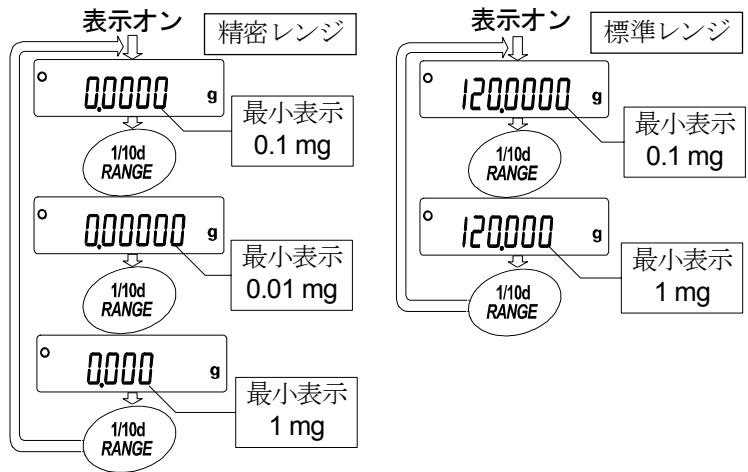 表示オン
精密レンジ
0.0000 g
最小表示
0.1 mg
1/10d
RANGE
0.00000 g
最小表示
0.01 mg
1/10d
RANGE
0.000 g
最小表示
1 mg
1/10d
RANGE
表示オン
標準レンジ
120.0000 g
最小表示
0.1 mg
1/10d
RANGE
120.000 g
最小表示
1 mg
1/10d
RANGE